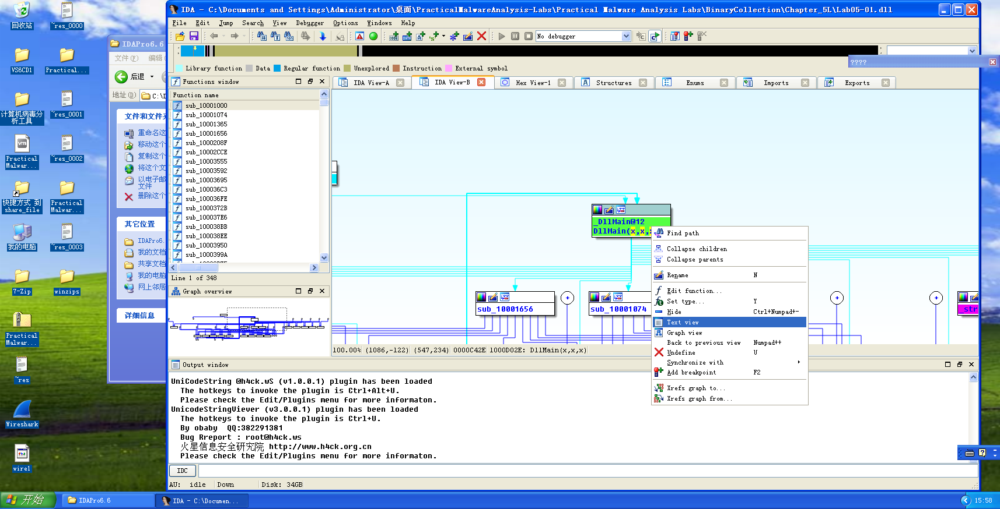 IDA - C:\Documents and Settings\Administrator\桌面\PracticalMalwareAnalysis-Labs\Practical Malware Analysis Labs\BinaryCollection\Chapter_5L\Lab05-01.dll
File Edit Jump Search View Debugger Options Windows Help
No debugger
Library function Data Regular function Unexplored Instruction External symbol
????
Functions window
IDA View-A IDA View-B Hex View-1 Structures Enums Imports Exports
Function name
sub_10001000
sub_10001074
sub_10001365
sub_10001656
sub_1000208F
sub_10002CCE
sub_10003555
sub_10003592
sub_10003695
sub_100036C3
sub_100036FE
sub_1000372B
sub_100037E6
sub_100038BB
sub_100038EE
sub_10003950
sub_1000399A
Line 1 of 348
Graph overview
_DllMain@12
DllMain(x,x,x
sub_10001656
sub_10001074
str
Find path
Collapse children
Collapse parents
Rename N
Edit function...
Set type... Y
Hide Ctrl+Numpad+-
Text view
Graph view
Back to previous view Numpad++
Undefine U
Synchronize with
Add breakpoint F2
Xrefs graph to...
Xrefs graph from...
100.00% (1086,-122) (547,234) 0000C42E 1000D02E: DllMain(x,x,x)
Output window
UniCodeString @h4ck.wS (v1.0.0.1) plugin has been loaded
The hotkeys to invoke the plugin is Ctrl+Alt+U.
Please check the Edit/Plugins menu for more informaton.
UnicodeStringViever (v3.0.0.1) plugin has been loaded
The hotkeys to invoke the plugin is Ctrl+U.
By obaby QQ:382291381
Bug Rreport : root@h4ck.ws
火星信息安全研究院 http://www.h4ck.org.cn
Please check the Edit/Plugins menu for more informaton.
IDC
AU: idle Down Disk: 34GB
IDAPro6.6
文件(F) 编辑(
后退
地址(D) C:\D
文件和文件夹
重命名这
移动这个
复制这个
将这个文
以电子邮
文件
删除这个
其它位置
IDAPro6.
我的文档
共享文档
我的电脑
网上邻居
详细信息
回收站
~res_0000
VS6CD1
Practical...
计算机病毒分
析工具
~res_0001
Practical
Malwar...
~res_0002
快捷方式 到
share_file
Practical
Malwar...
我的电脑
~res_0003
7-Zip
winzips
Practical
Malwar...
~res
Wireshark
wire1
开始
IDAPro6.6
IDA - C:\Documen...
15:58